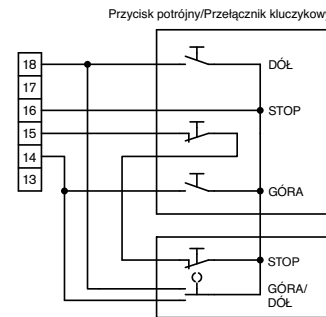 Przycisk potrójny/Przełącznik kluczykowy
18
17
16
15
14
13
DÓŁ
STOP
GÓRA
STOP
GÓRA/
DÓŁ